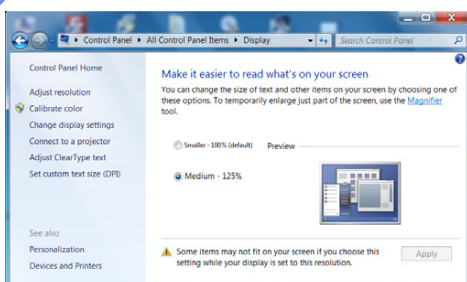 Control Panel ▸ All Control Panel Items ▸ Display
Search Control Panel
Control Panel Home
Adjust resolution
Calibrate color
Change display settings
Connect to a projector
Adjust ClearType text
Set custom text size (DPI)
See also
Personalization
Devices and Printers
Make it easier to read what's on your screen
You can change the size of text and other items on your screen by choosing one of
these options. To temporarily enlarge just part of the screen, use the Magnifier
tool.
Smaller - 100% (default)
Preview
Medium - 125%
Some items may not fit on your screen if you choose this
setting while your display is set to this resolution.
Apply